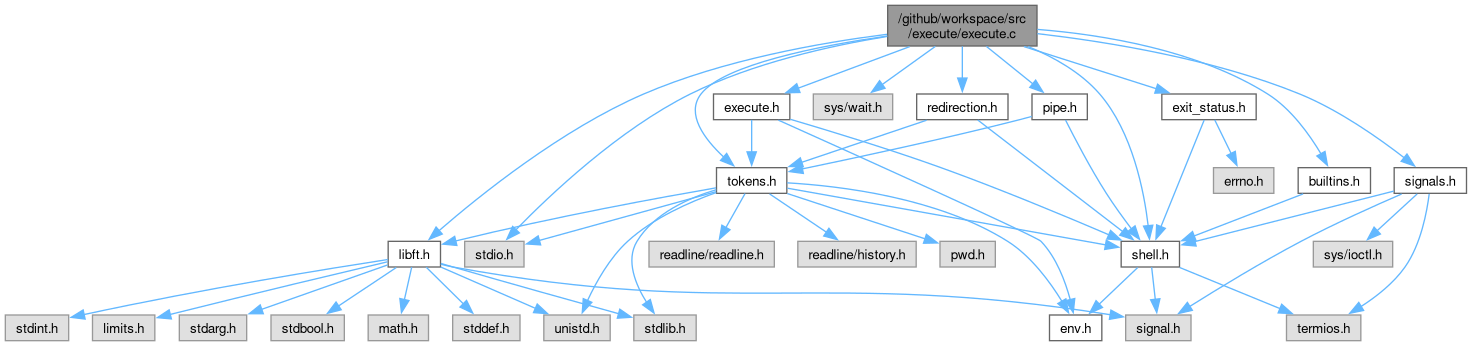 /github/workspace/src
/execute/execute.c
execute.h
sys/wait.h
redirection.h
pipe.h
exit_status.h
tokens.h
errno.h
builtins.h
signals.h
libft.h
stdio.h
readline/readline.h
readline/history.h
pwd.h
shell.h
sys/ioctl.h
stdint.h
limits.h
stdarg.h
stdbool.h
math.h
stddef.h
unistd.h
stdlib.h
env.h
signal.h
termios.h